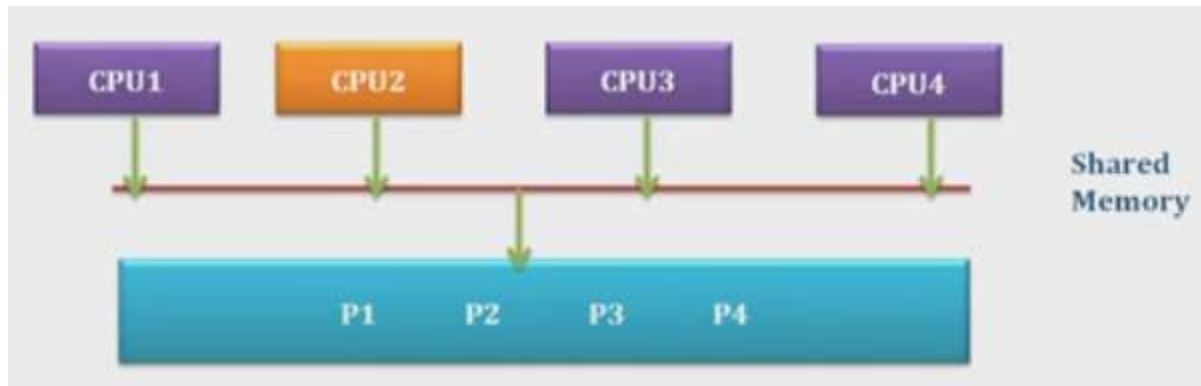 CPU1 CPU2 CPU3 CPU4
Shared
Memory
P1 P2 P3 P4